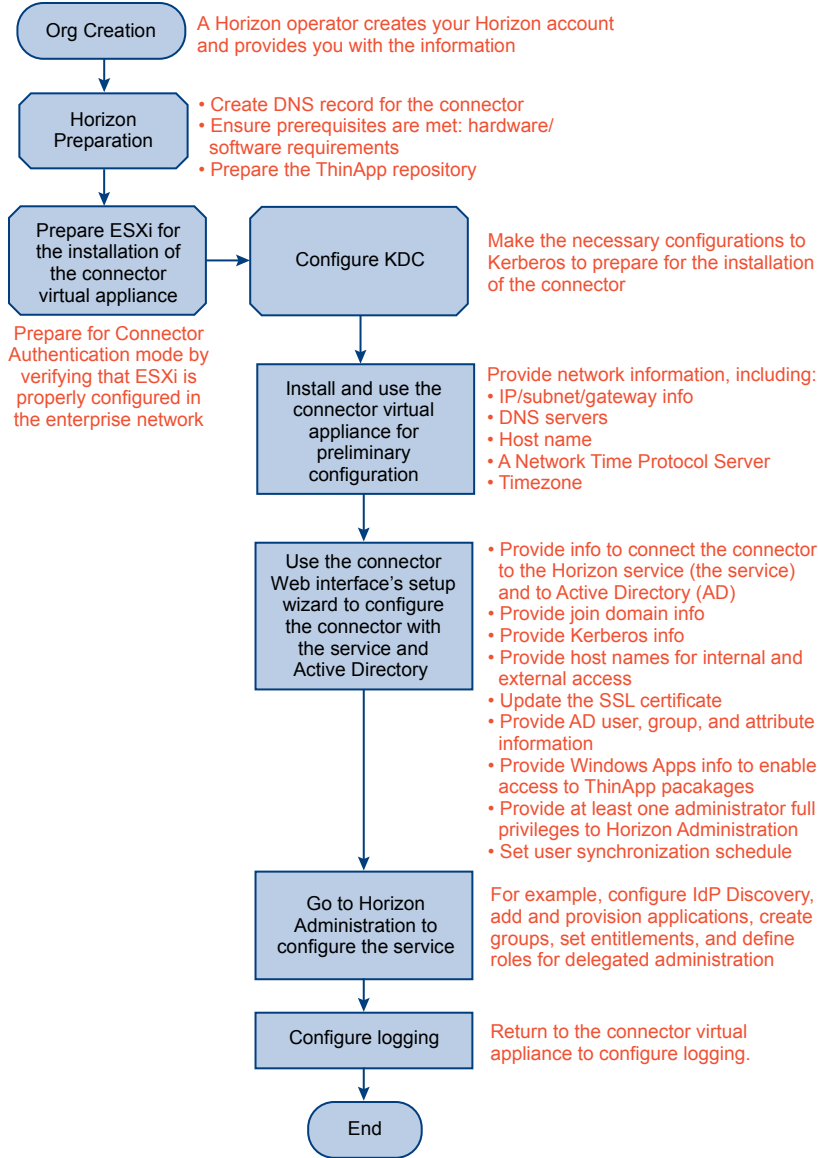 Org Creation
A Horizon operator creates your Horizon account
and provides you with the information
Horizon
Preparation
• Create DNS record for the connector
• Ensure prerequisites are met: hardware/
software requirements
• Prepare the ThinApp repository
Prepare ESXi for
the installation of
the connector
virtual appliance
Prepare for Connector
Authentication mode by
verifying that ESXi is
properly configured in
the enterprise network
Configure KDC
Make the necessary configurations to
Kerberos to prepare for the installation
of the connector
Install and use the
connector virtual
appliance for
preliminary
configuration
Provide network information, including:
• IP/subnet/gateway info
• DNS servers
• Host name
• A Network Time Protocol Server
• Timezone
Use the connector
Web interface's setup
wizard to configure
the connector with
the service and
Active Directory
• Provide info to connect the connector
to the Horizon service (the service)
and to Active Directory (AD)
• Provide join domain info
• Provide Kerberos info
• Provide host names for internal and
external access
• Update the SSL certificate
• Provide AD user, group, and attribute
information
• Provide Windows Apps info to enable
access to ThinApp pacakages
• Provide at least one administrator full
privileges to Horizon Administration
• Set user synchronization schedule
Go to Horizon
Administration to
configure the service
For example, configure IdP Discovery,
add and provision applications, create
groups, set entitlements, and define
roles for delegated administration
Configure logging
Return to the connector virtual
appliance to configure logging.
End